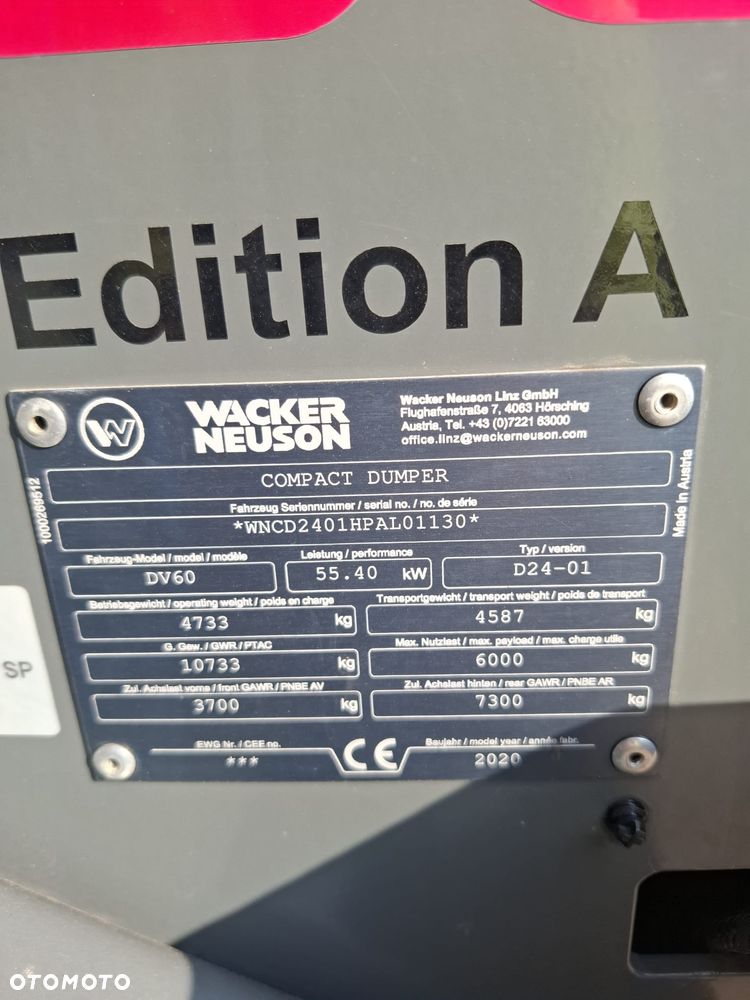 Edition A
W
WACKER
NEUSON
Wacker Neuson Linz GmbH
Flughafenstraße 7, 4063 Hörsching
Austria, Tel. +43 (0)7221 63000
office.linz@wackerneuson.com
1000269512
COMPACT DUMPER
Fahrzeug Seriennummer / serial no. / no. de série
*WNCD2401HPAL01130*
Made in Austria
Fahrzeug-Model / model / modèle
DV60
Leistung / performance
55.40 kW
Typ / version
D24-01
Betriebsgewicht / operating weight / poids en charge
4733 kg
Transportgewicht / transport weight / poids de transport
4587 kg
G. Gew. / GWR / PTAC
10733 kg
Max. Nutzlast / max. payload / max. charge utile
6000 kg
Zul. Achslast vorne / front GAWR / PNBE AV
3700 kg
Zul. Achslast hinten / rear GAWR / PNBE AR
7300 kg
EWG Nr. / CEE no.
***
CE
Baujahr / model year / année fabr.
2020
SP
OTOMOTO